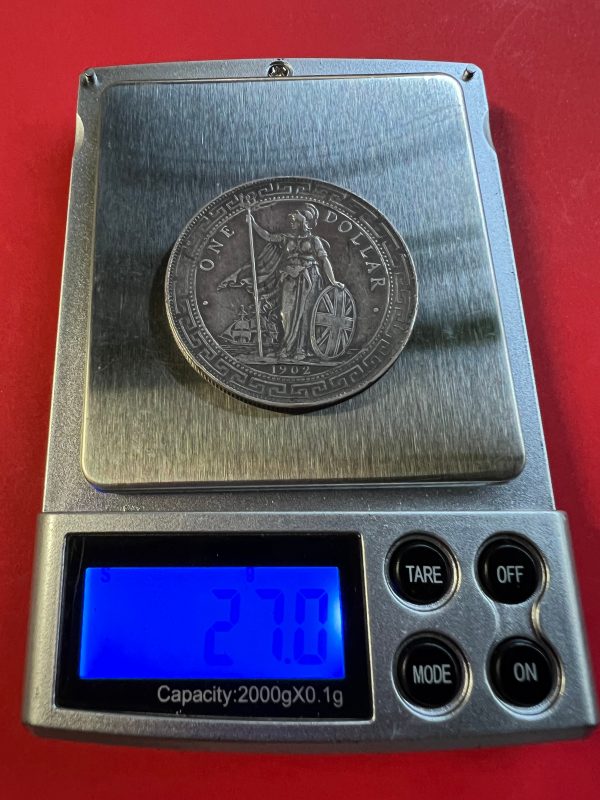 · ONE DOLLAR ·
1902
27.0
Capacity:2000gX0.1g
TARE
OFF
MODE
ON